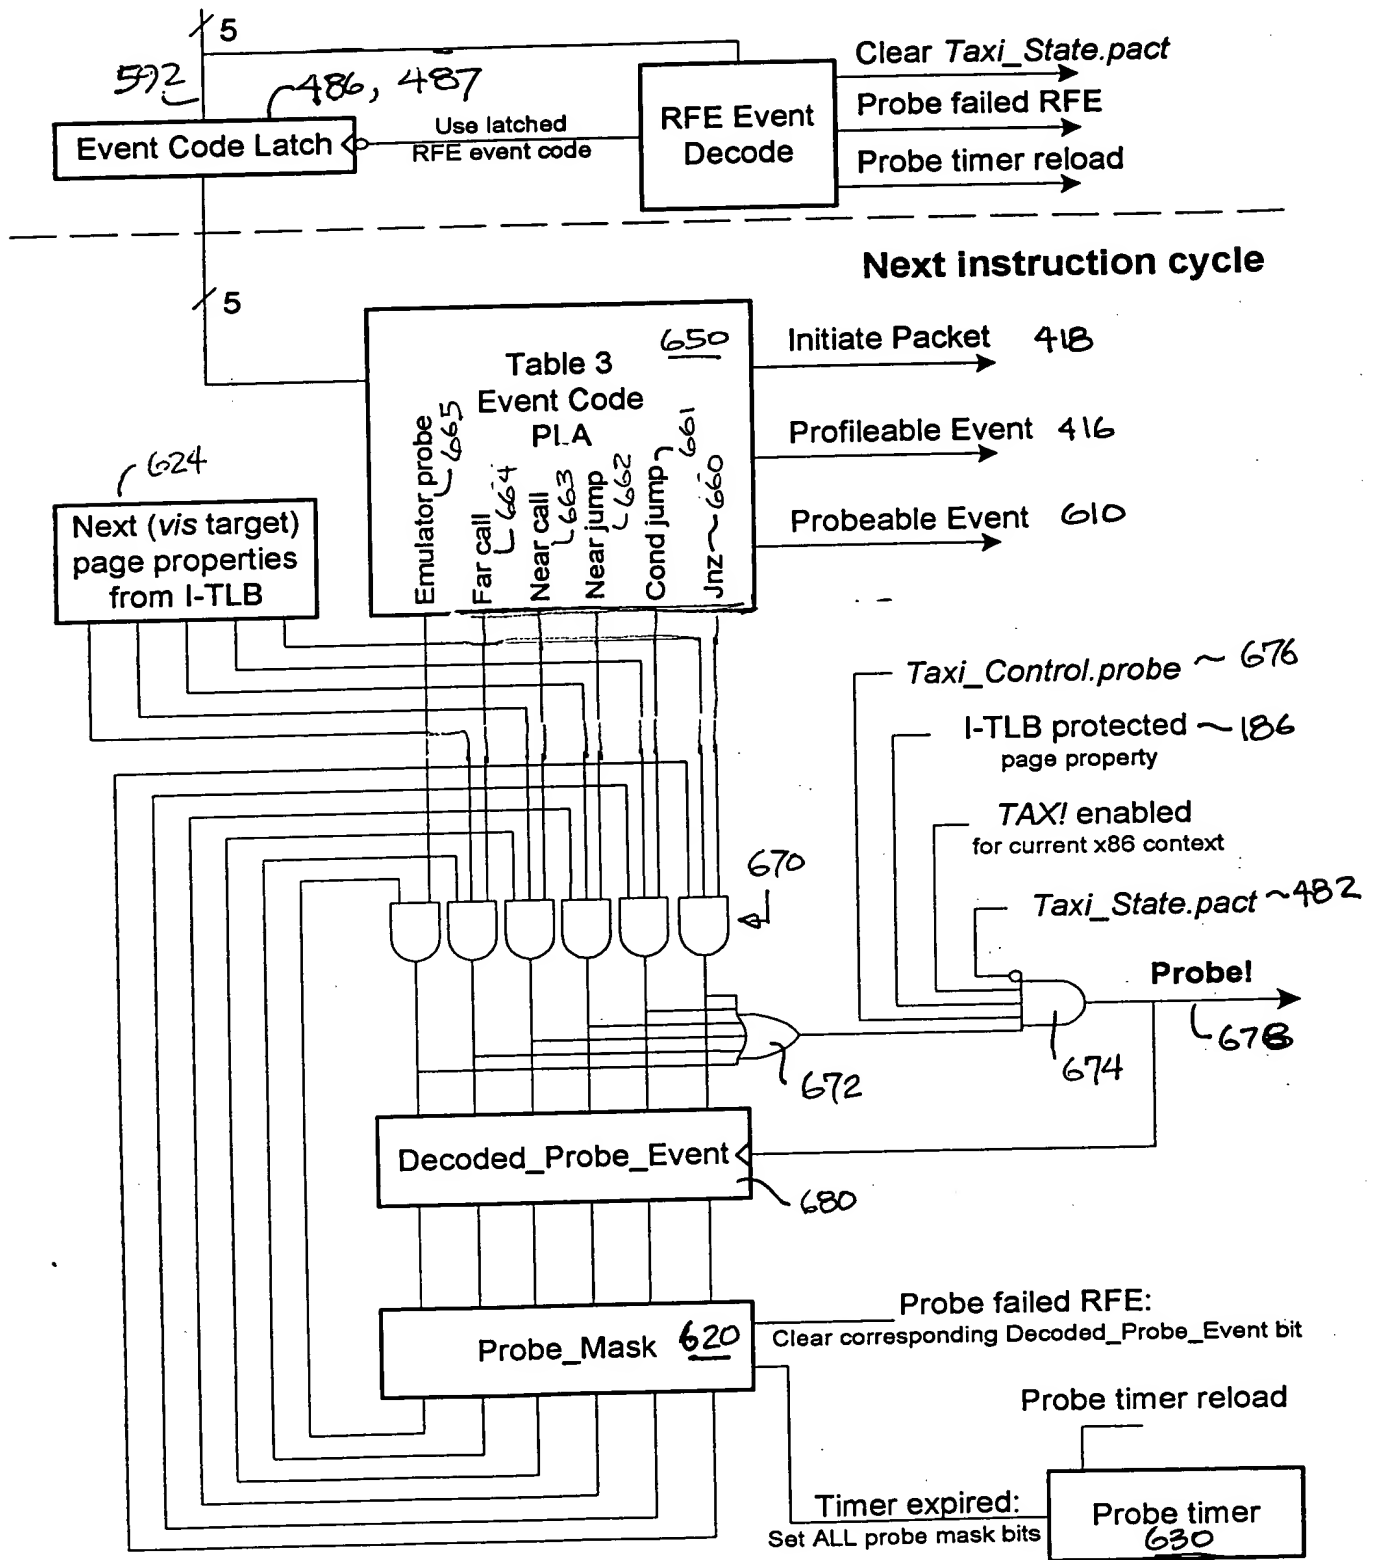 5
592
486, 487
Event Code Latch
Use latched
RFE event code
RFE Event
Decode
Clear Taxi_State.pact
Probe failed RFE
Probe timer reload
Next instruction cycle
5
Table 3
Event Code
PLA
650
Emulator probe
665
Far call
664
Near call
663
Near jump
662
Cond jump
661
Jnz
660
Initiate Packet 418
Profileable Event 416
Probeable Event 610
624
Next (vis target)
page properties
from I-TLB
Taxi_Control.probe 676
I-TLB protected 186
page property
TAXi enabled
for current x86 context
Taxi_State.pact 482
670
Probe!
678
672
674
Decoded_Probe_Event
680
Probe_Mask 620
Probe failed RFE:
Clear corresponding Decoded_Probe_Event bit
Probe timer reload
Timer expired:
Set ALL probe mask bits
Probe timer
630